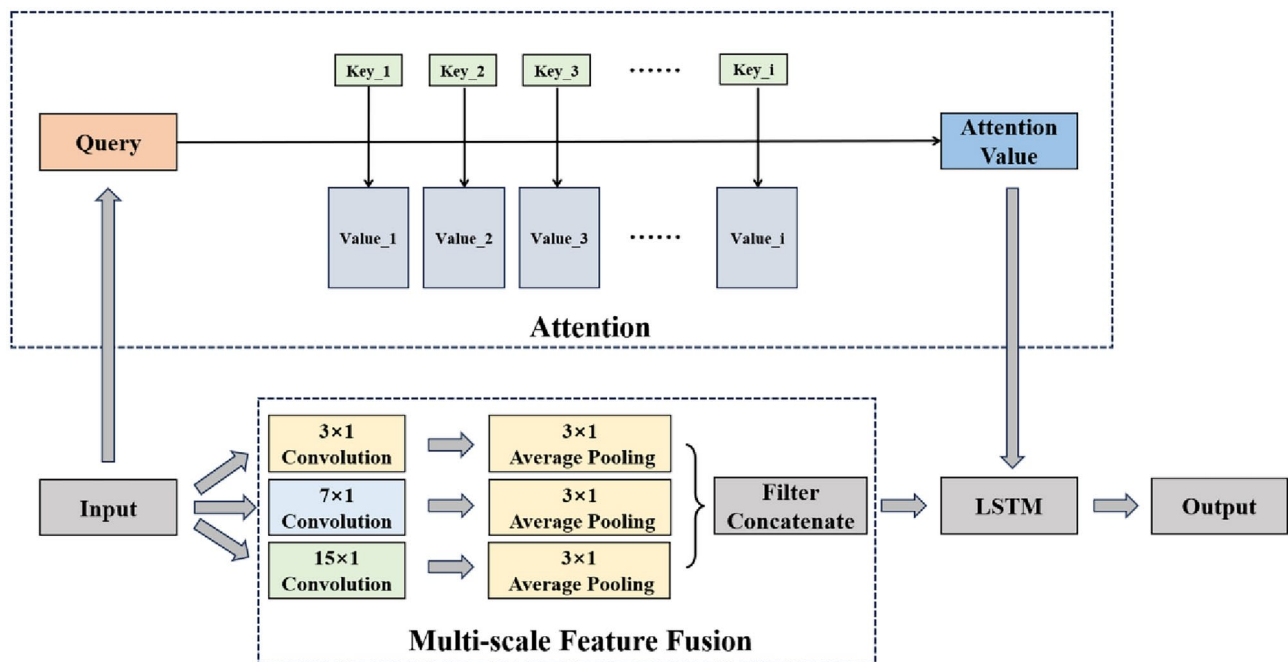 Key_1
Key_2
Key_3
......
Key_i
Query
Attention
Value
Value_1
Value_2
Value_3
......
Value_i
Attention
Input
3×1
Convolution
3×1
Average Pooling
7×1
Convolution
3×1
Average Pooling
15×1
Convolution
3×1
Average Pooling
Filter
Concatenate
LSTM
Output
Multi-scale Feature Fusion